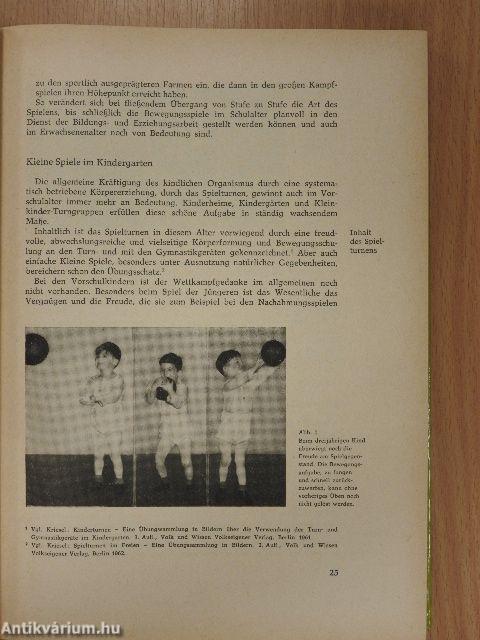 zu den sportlich ausgeprägteren Formen ein, die dann in den großen Kampf-
spielen ihren Höhepunkt erreicht haben.
So verändert sich bei fließendem Übergang von Stufe zu Stufe die Art des
Spielens, bis schließlich die Bewegungsspiele im Schulalter planvoll in den
Dienst der Bildungs- und Erziehungsarbeit gestellt werden können und auch
im Erwachsenenalter noch von Bedeutung sind.
Kleine Spiele im Kindergarten
Die allgemeine Kräftigung des kindlichen Organismus durch eine systema-
tisch betriebene Körpererziehung, durch das Spielturnen, gewinnt auch im Vor-
schulalter immer mehr an Bedeutung. Kinderheime, Kindergärten und Klein-
kinder-Turngruppen erfüllen diese schöne Aufgabe in ständig wachsendem
Maße.
Inhaltlich ist das Spielturnen in diesem Alter vorwiegend durch eine freud-
volle, abwechslungsreiche und vielseitige Körperformung und Bewegungsschu-
lung an den Turn- und mit den Gymnastikgeräten gekennzeichnet.¹ Aber auch
einfache Kleine Spiele, besonders unter Ausnutzung natürlicher Gegebenheiten,
bereichern schon den Übungsschatz.²
Inhalt
des Spiel-
turnens
Bei den Vorschulkindern ist der Wettkampfgedanke im allgemeinen noch
nicht vorhanden. Besonders beim Spiel der Jüngeren ist das Wesentliche das
Vergnügen und die Freude, die sie zum Beispiel bei den Nachahmungsspielen
Abb. 1
Beim dreijährigen Kind
überwiegt noch die
Freude am Spielgegen-
stand. Die Bewegungs-
aufgabe, zu fangen
und schnell zurück-
zuwerfen, kann ohne
vorheriges Üben noch
nicht gelöst werden.
¹ Vgl. Kriesel: Kinderturnen – Eine Übungssammlung in Bildern über die Verwendung der Turn- und
Gymnastikgeräte im Kindergarten. 3. Aufl., Volk und Wissen Volkseigener Verlag, Berlin 1961.
² Vgl. Kriesel: Spielturnen im Freien – Eine Übungssammlung in Bildern. 2. Aufl., Volk und Wissen
Volkseigener Verlag, Berlin 1962.
25
Antikvárium.hu